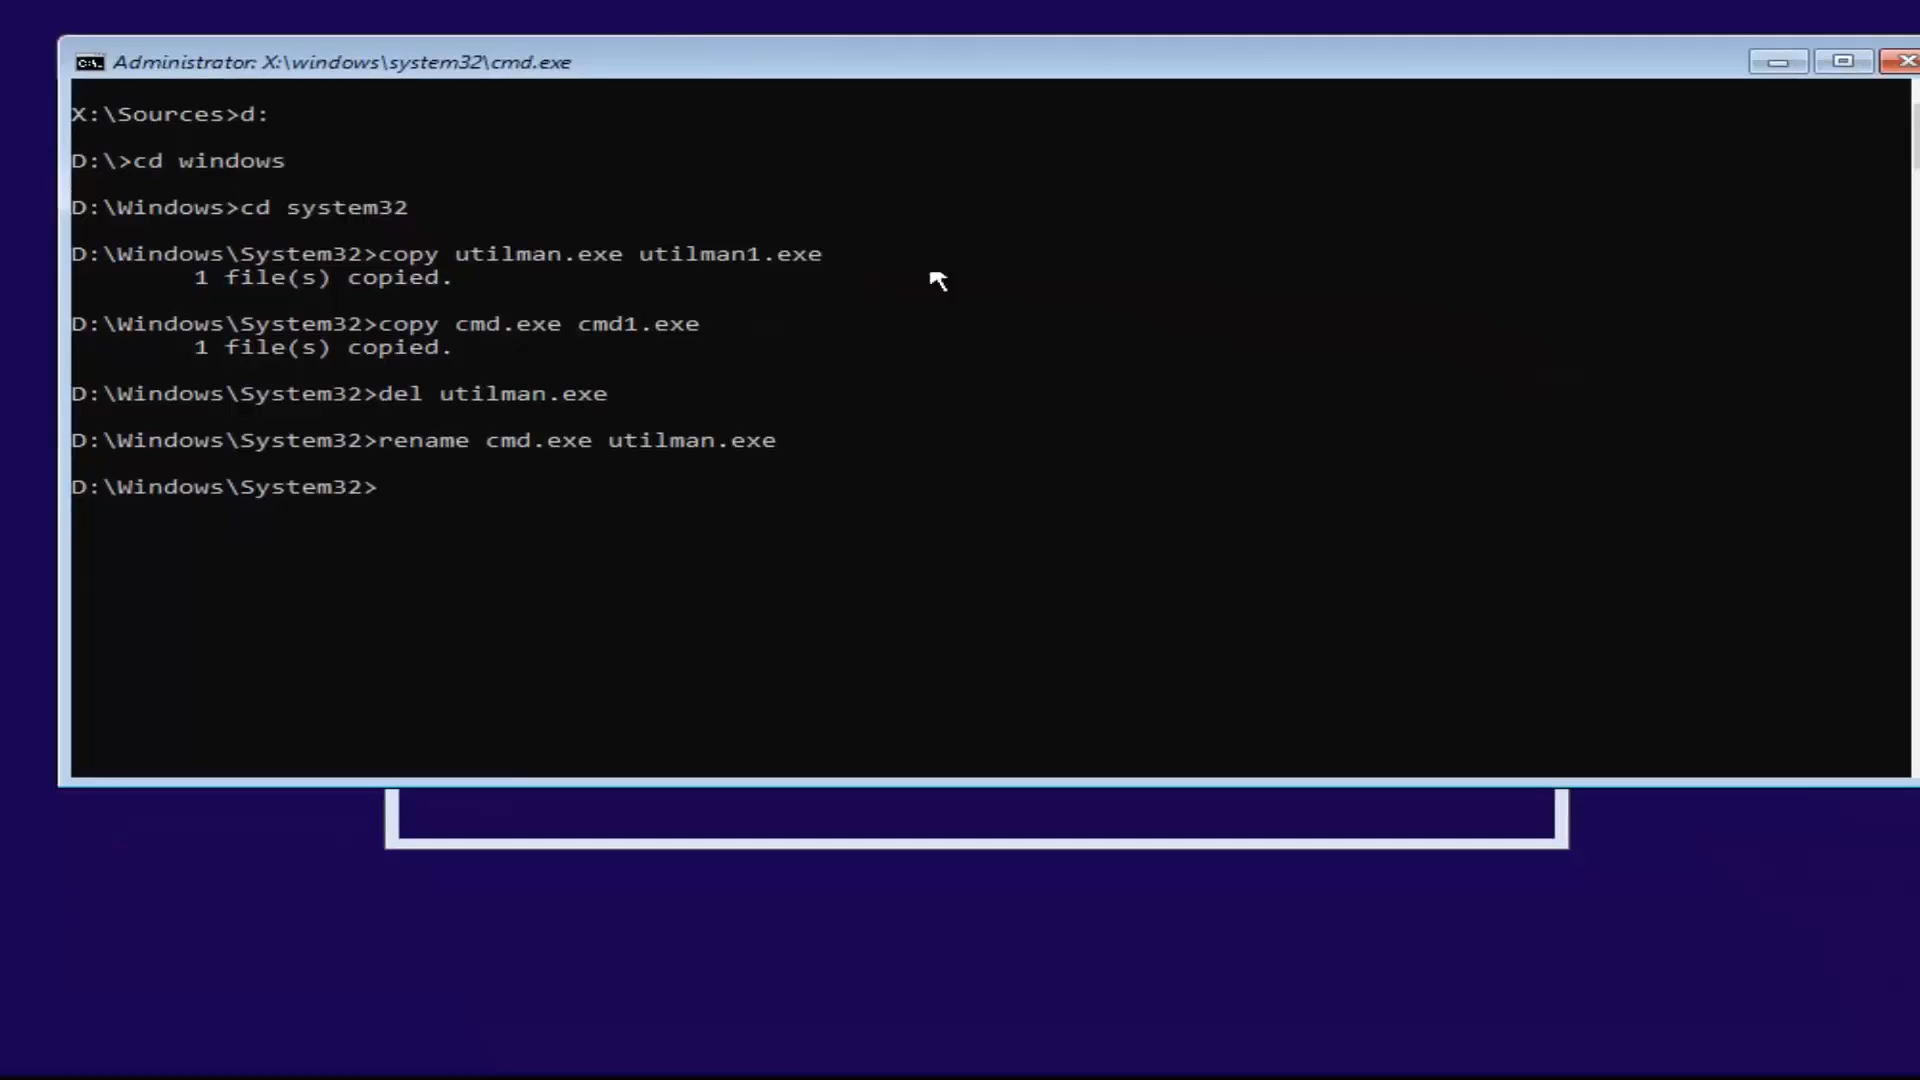 Administrator: X:\windows\system32\cmd.exe
X:\Sources>d:
D:\>cd windows
D:\Windows>cd system32
D:\Windows\System32>copy utilman.exe utilman1.exe
1 file(s) copied.
D:\Windows\System32>copy cmd.exe cmd1.exe
1 file(s) copied.
D:\Windows\System32>del utilman.exe
D:\Windows\System32>rename cmd.exe utilman.exe
D:\Windows\System32>